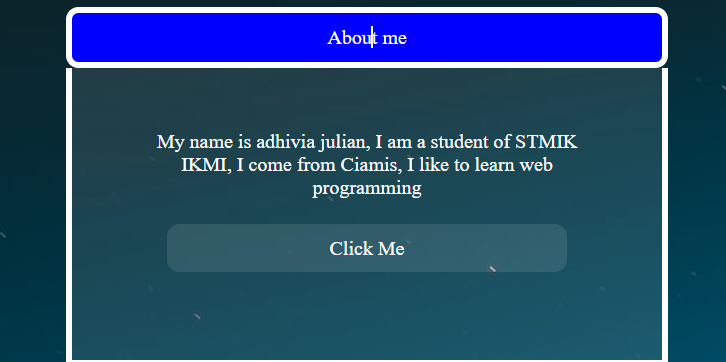 About me
My name is adhivia julian, I am a student of STMIK
IKMI, I come from Ciamis, I like to learn web
programming
Click Me